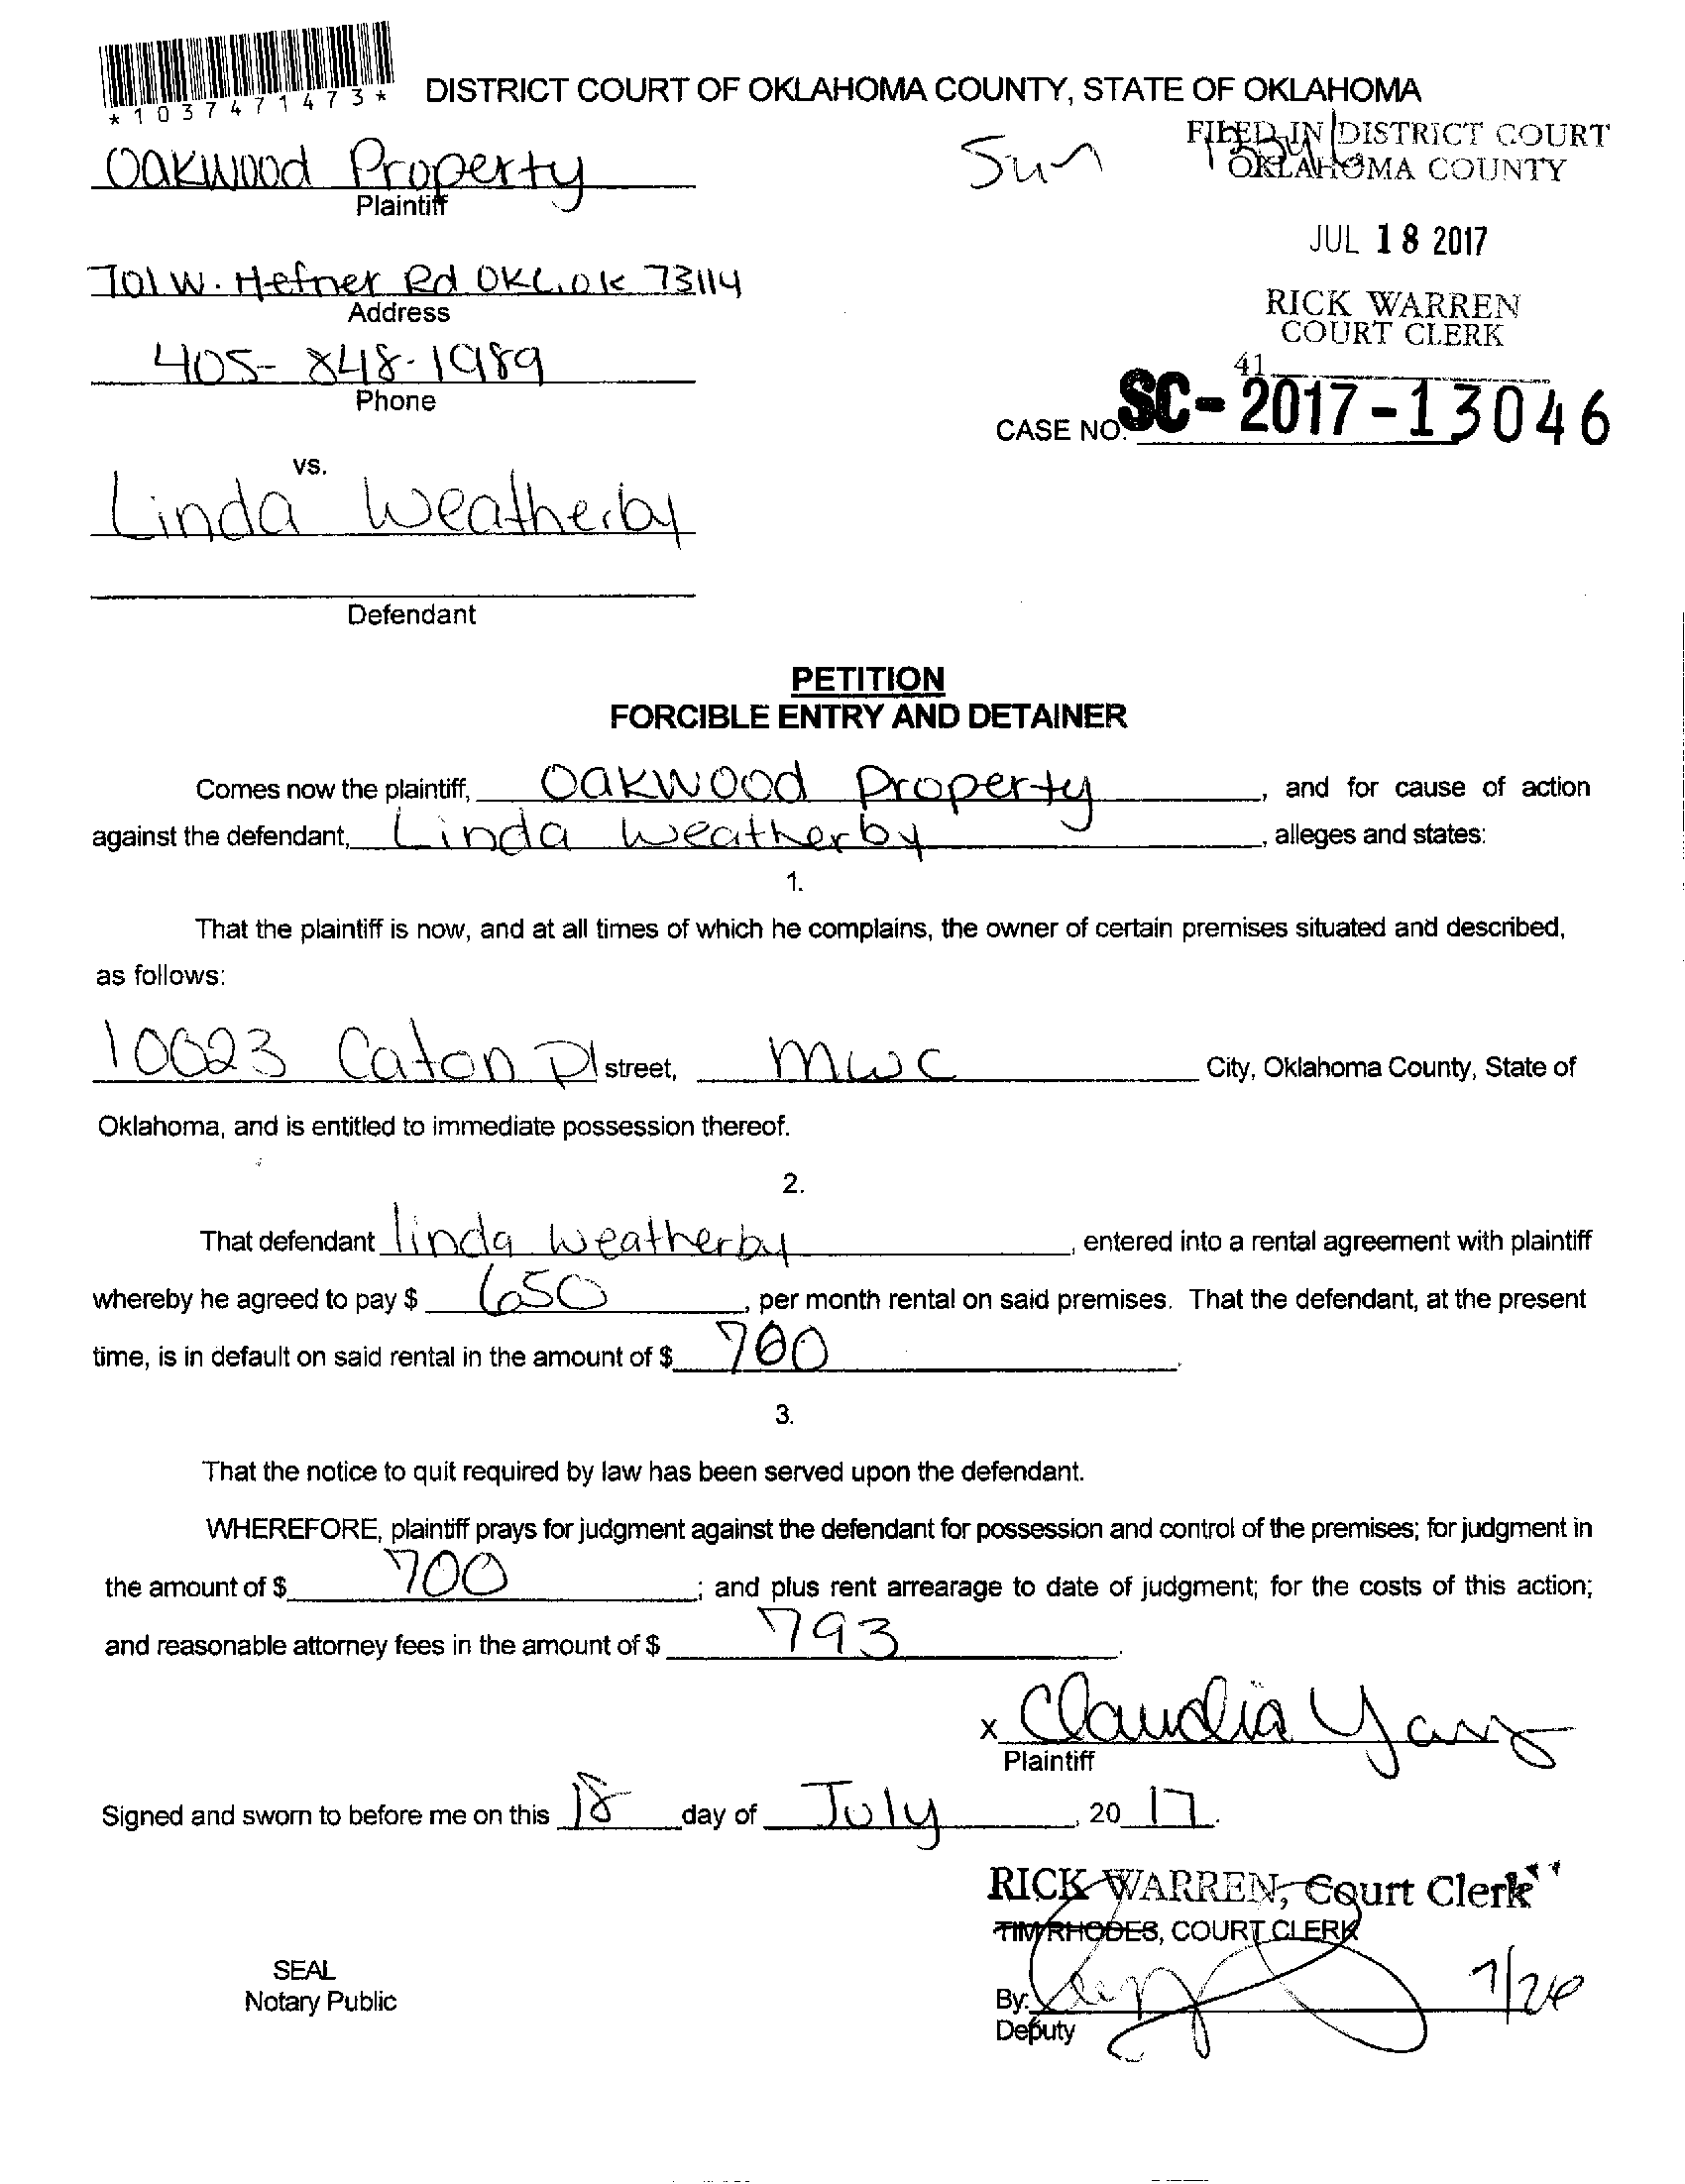 *1037471473*
DISTRICT COURT OF OKLAHOMA COUNTY, STATE OF OKLAHOMA
Oakwood Property
Plaintiff
Sun
FILED IN DISTRICT COURT
OKLAHOMA COUNTY
JUL 18 2017
701 W. Hefner Rd OKC, OK 73114
Address
RICK WARREN
COURT CLERK
405-848-1989
Phone
41
CASE NO. SC-2017-13046
vs.
Linda Weatherby
Defendant
PETITION
FORCIBLE ENTRY AND DETAINER
Comes now the plaintiff, Oakwood Property, and for cause of action
against the defendant, Linda Weatherby, alleges and states:
1.
That the plaintiff is now, and at all times of which he complains, the owner of certain premises situated and described,
as follows:
Caton Pl street, MWC City, Oklahoma County, State of
Oklahoma, and is entitled to immediate possession thereof.
2.
That defendant linda weatherby, entered into a rental agreement with plaintiff
whereby he agreed to pay $ 650, per month rental on said premises. That the defendant, at the present
time, is in default on said rental in the amount of $ 700.
3.
That the notice to quit required by law has been served upon the defendant.
WHEREFORE, plaintiff prays for judgment against the defendant for possession and control of the premises; for judgment in
the amount of $ 700; and plus rent arrearage to date of judgment; for the costs of this action;
and reasonable attorney fees in the amount of $ 793.
x Claudia
Plaintiff
Signed and sworn to before me on this 18 day of July, 20 17.
RICK WARREN, Court Clerk
TIM RHODES, COURT CLERK
SEAL
Notary Public
By:
Deputy